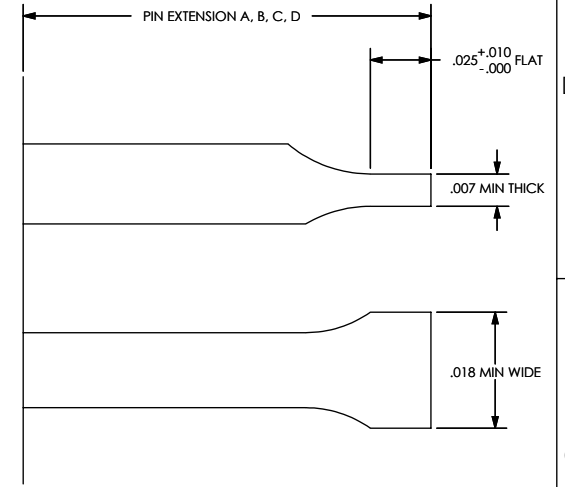 PIN EXTENSION A, B, C, D
.025 +.010 -.000 FLAT
.007 MIN THICK
.018 MIN WIDE